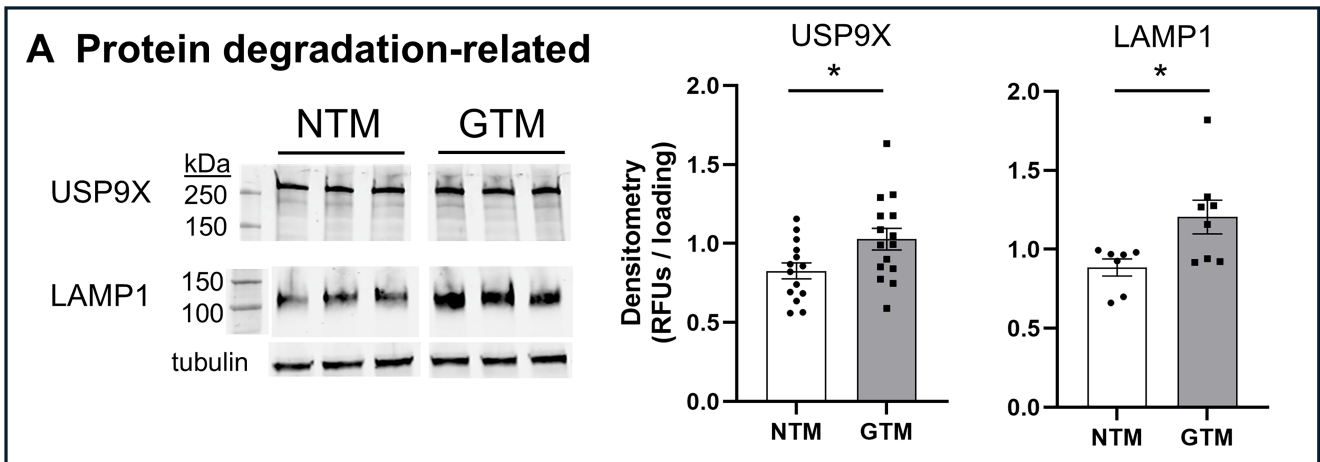 A Protein degradation-related
NTM GTM
kDa
USP9X
250
150
LAMP1
150
100
tubulin
USP9X
*
Densitometry
(RFUs / loading)
2.0
1.5
1.0
0.5
0.0
NTM GTM
LAMP1
*
2.0
1.5
1.0
0.5
0.0
NTM GTM